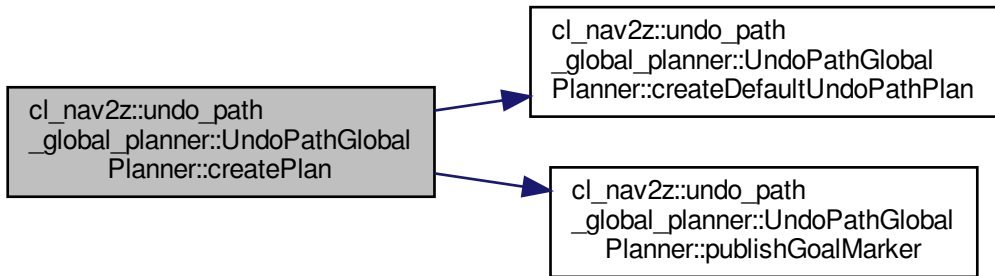 cl_nav2z::undo_path
_global_planner::UndoPathGlobal
Planner::createPlan
cl_nav2z::undo_path
_global_planner::UndoPathGlobal
Planner::createDefaultUndoPathPlan
cl_nav2z::undo_path
_global_planner::UndoPathGlobal
Planner::publishGoalMarker